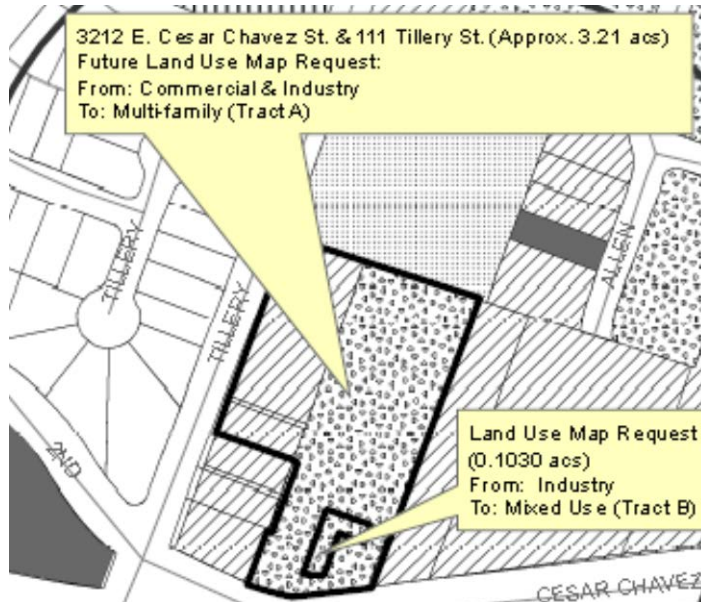 3212 E. Cesar Chavez St. & 111 Tillery St. (Approx. 3.21 acs)
Future Land Use Map Request:
From: Commercial & Industry
To: Multi-family (Tract A)
TILLERY
TILLERY
ALLEN
2ND
Land Use Map Request
(0.1030 acs)
From: Industry
To: Mixed Use (Tract B)
CESAR CHAVEZ